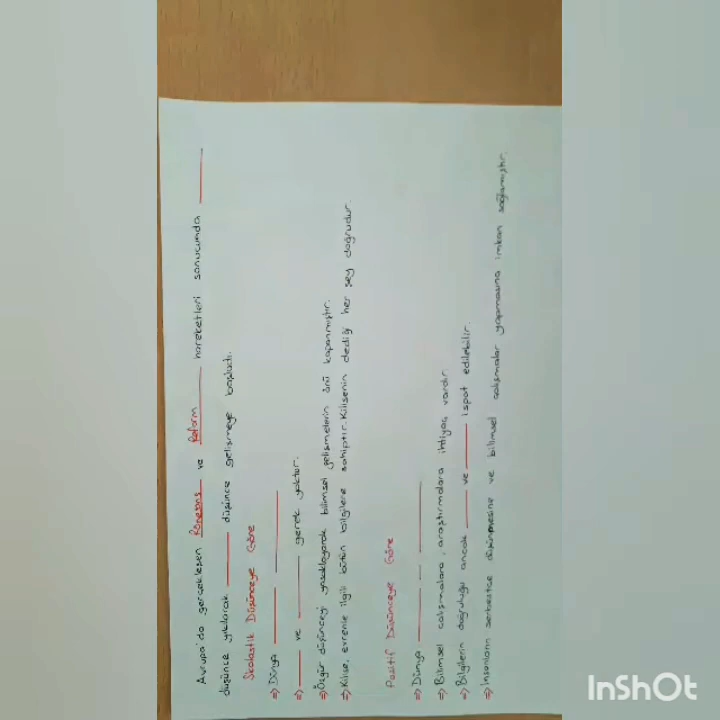 Avrupa'da gerçekleşen Rönesans ve Reform hareketleri sonucunda
düşünce yıkılarak düşünce gelişmeye başladı.
Skolastik Düşünceye Göre
⇒ Dünya
⇒ ve gerek yoktur.
⇒ Özgür düşünceyi yasaklayarak bilimsel gelişmelerin önü kapanmıştır.
⇒ Kilise, evrenle ilgili bütün bilgilere sahiptir. Kilisenin dediği her şey doğrudur.
Pozitif Düşünceye Göre
⇒ Dünya
⇒ Bilimsel çalışmalara, araştırmalara ihtiyaç vardır.
⇒ Bilgilerin doğruluğu ancak ve ispat edilebilir.
⇒ İnsanların serbestçe düşünmesine ve bilimsel çalışmalar yapmasına imkan sağlamıştır.
InShOt